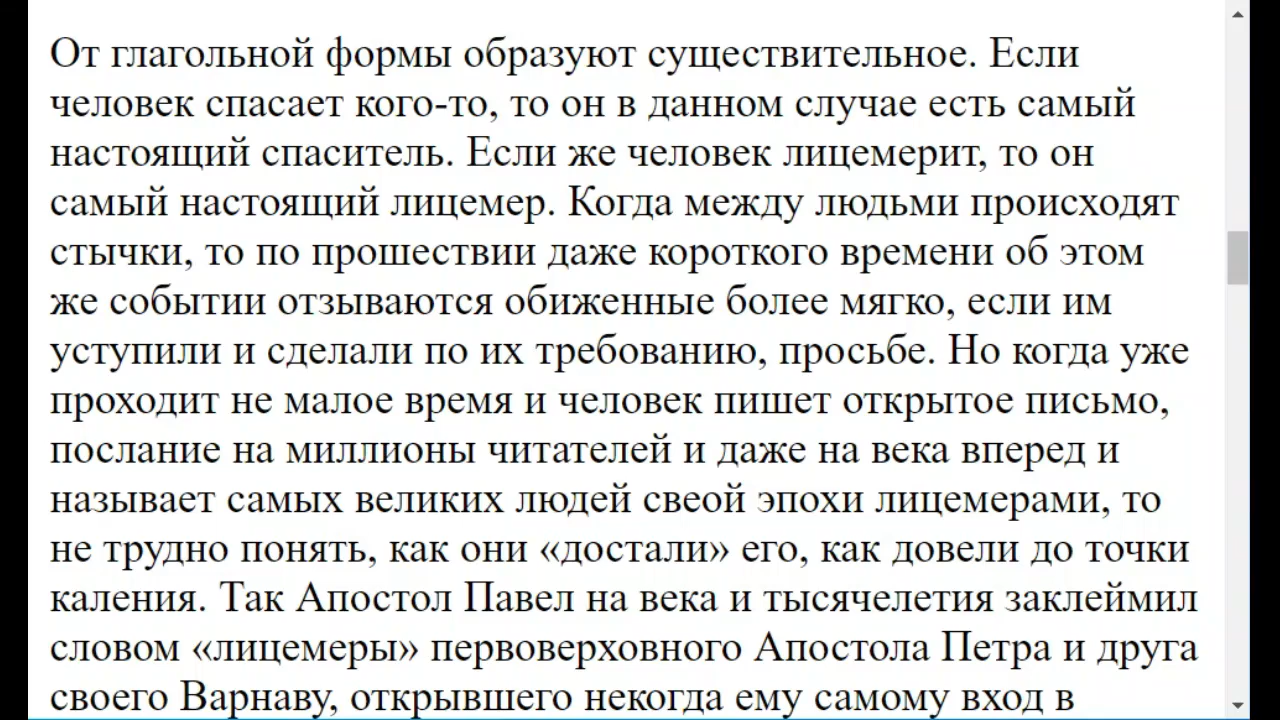 От глагольной формы образуют существительное. Если
человек спасает кого-то, то он в данном случае есть самый
настоящий спаситель. Если же человек лицемерит, то он
самый настоящий лицемер. Когда между людьми происходят
стычки, то по прошествии даже короткого времени об этом
же событии отзываются обиженные более мягко, если им
уступили и сделали по их требованию, просьбе. Но когда уже
проходит не малое время и человек пишет открытое письмо,
послание на миллионы читателей и даже на века вперед и
называет самых великих людей свеой эпохи лицемерами, то
не трудно понять, как они «достали» его, как довели до точки
каления. Так Апостол Павел на века и тысячелетия заклеймил
словом «лицемеры» первоверховного Апостола Петра и друга
своего Варнаву, открывшего некогда ему самому вход в